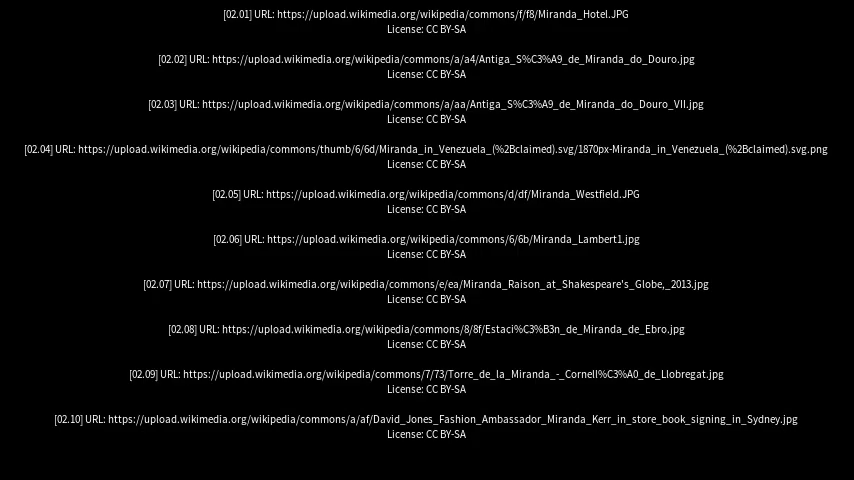 [02.01] URL: https://upload.wikimedia.org/wikipedia/commons/f/f8/Miranda_Hotel.JPG
License: CC BY-SA
[02.02] URL: https://upload.wikimedia.org/wikipedia/commons/a/a4/Antiga_S%C3%A9_de_Miranda_do_Douro.jpg
License: CC BY-SA
[02.03] URL: https://upload.wikimedia.org/wikipedia/commons/a/aa/Antiga_S%C3%A9_de_Miranda_do_Douro_VII.jpg
License: CC BY-SA
[02.04] URL: https://upload.wikimedia.org/wikipedia/commons/thumb/6/6d/Miranda_in_Venezuela_(%2Bclaimed).svg/1870px-Miranda_in_Venezuela_(%2Bclaimed).svg.png
License: CC BY-SA
[02.05] URL: https://upload.wikimedia.org/wikipedia/commons/d/df/Miranda_Westfield.JPG
License: CC BY-SA
[02.06] URL: https://upload.wikimedia.org/wikipedia/commons/6/6b/Miranda_Lambert1.jpg
License: CC BY-SA
[02.07] URL: https://upload.wikimedia.org/wikipedia/commons/e/ea/Miranda_Raison_at_Shakespeare's_Globe,_2013.jpg
License: CC BY-SA
[02.08] URL: https://upload.wikimedia.org/wikipedia/commons/8/8f/Estaci%C3%B3n_de_Miranda_de_Ebro.jpg
License: CC BY-SA
[02.09] URL: https://upload.wikimedia.org/wikipedia/commons/7/73/Torre_de_la_Miranda_-_Cornell%C3%A0_de_Llobregat.jpg
License: CC BY-SA
[02.10] URL: https://upload.wikimedia.org/wikipedia/commons/a/af/David_Jones_Fashion_Ambassador_Miranda_Kerr_in_store_book_signing_in_Sydney.jpg
License: CC BY-SA